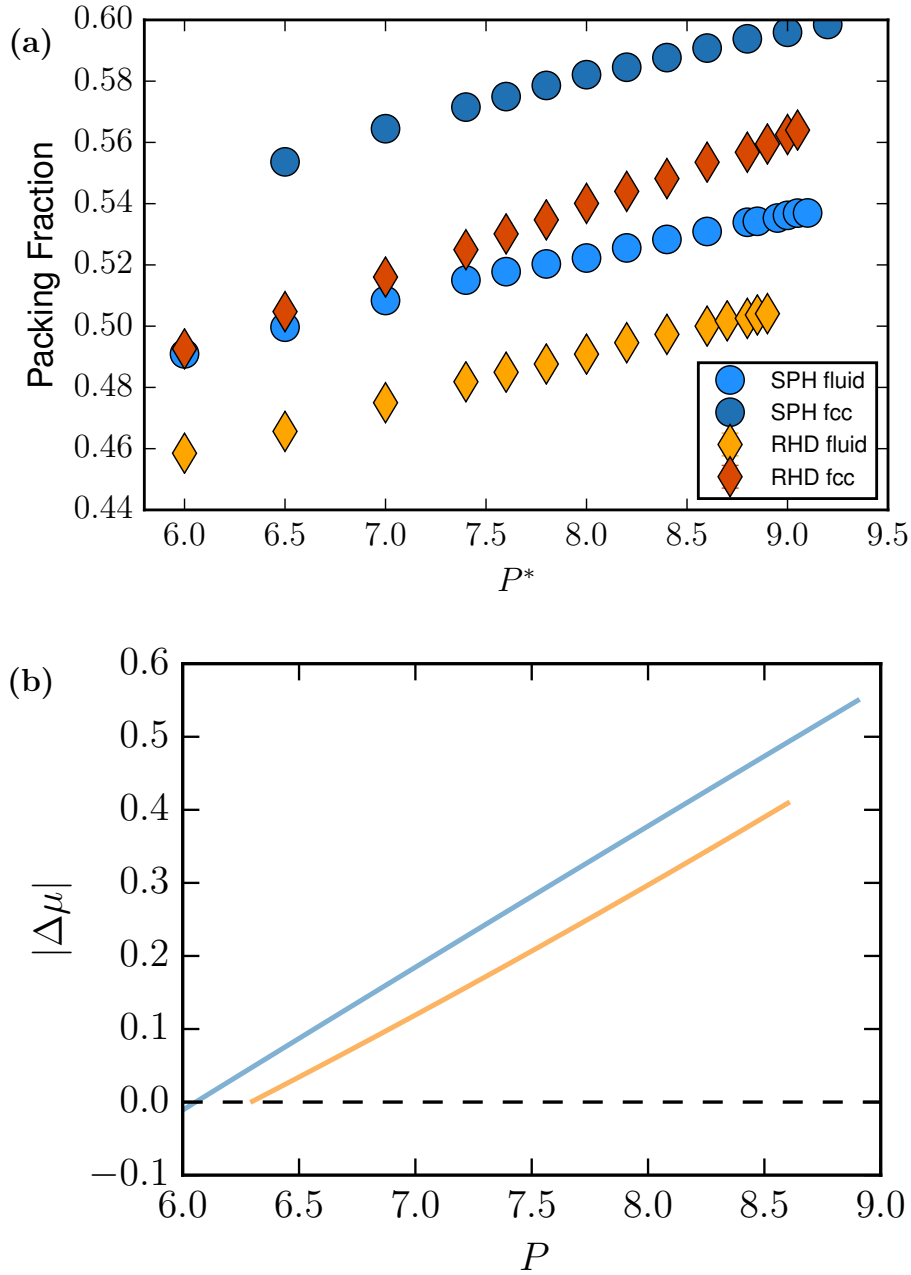 (a)
0.60
0.58
0.56
0.54
0.52
0.50
0.48
0.46
0.44
Packing Fraction
SPH fluid
SPH fcc
RHD fluid
RHD fcc
6.0 6.5 7.0 7.5 8.0 8.5 9.0 9.5
P*
(b)
0.6
0.5
0.4
0.3
0.2
0.1
0.0
−0.1
|Δμ|
6.0 6.5 7.0 7.5 8.0 8.5 9.0
P